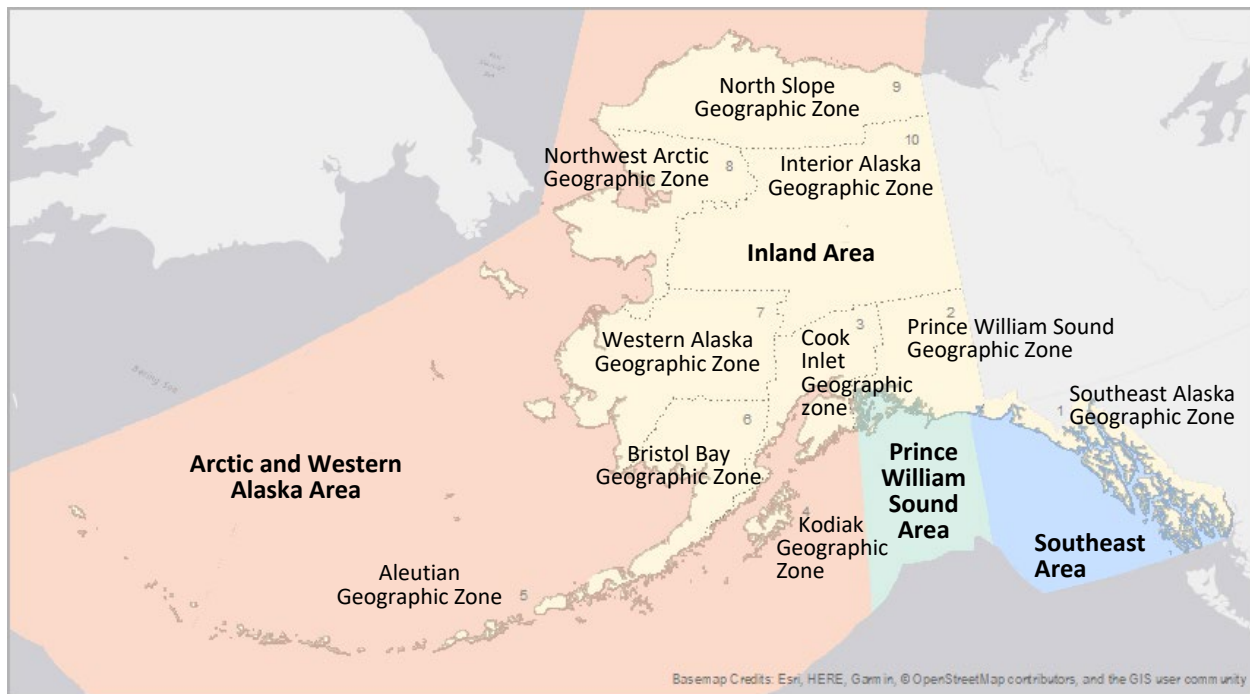 North Slope
Geographic Zone
9
10
Northwest Arctic
Geographic Zone
8
Interior Alaska
Geographic Zone
Inland Area
7
Western Alaska
Geographic Zone
3
Cook
Inlet
Geographic
zone
2
Prince William Sound
Geographic Zone
1
Southeast Alaska
Geographic Zone
Bering Sea
6
Bristol Bay
Geographic Zone
Arctic and Western
Alaska Area
Prince
William
Sound
Area
4
Kodiak
Geographic
Zone
Southeast
Area
Aleutian
Geographic Zone
5
Basemap Credits: Esri, HERE, Garmin, © OpenStreetMap contributors, and the GIS user community